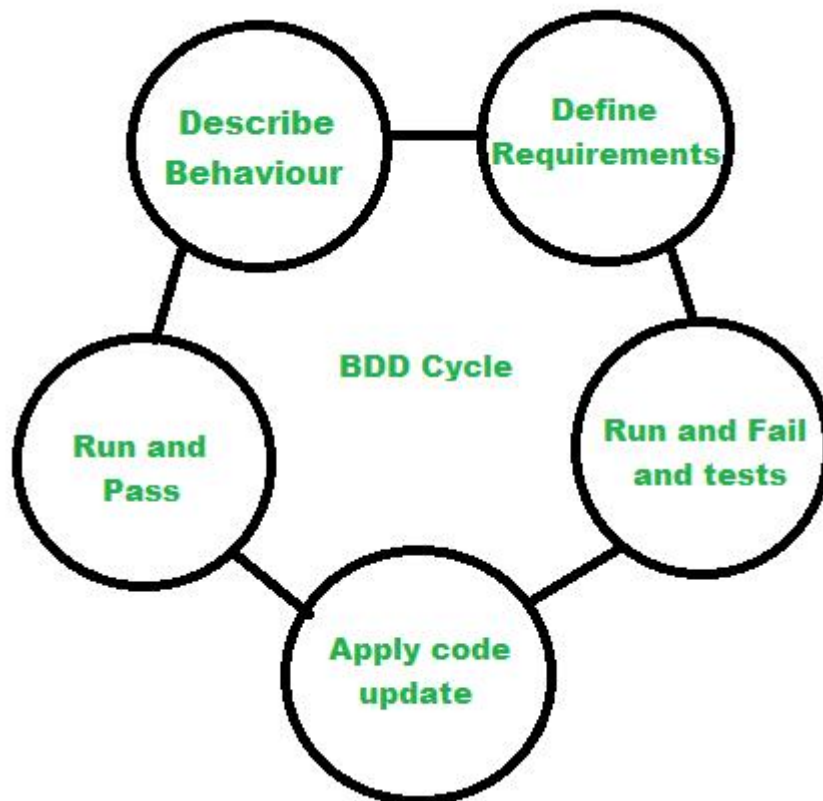 Describe
Behaviour
Define
Requirements
BDD Cycle
Run and Fail
and tests
Apply code
update
Run and
Pass